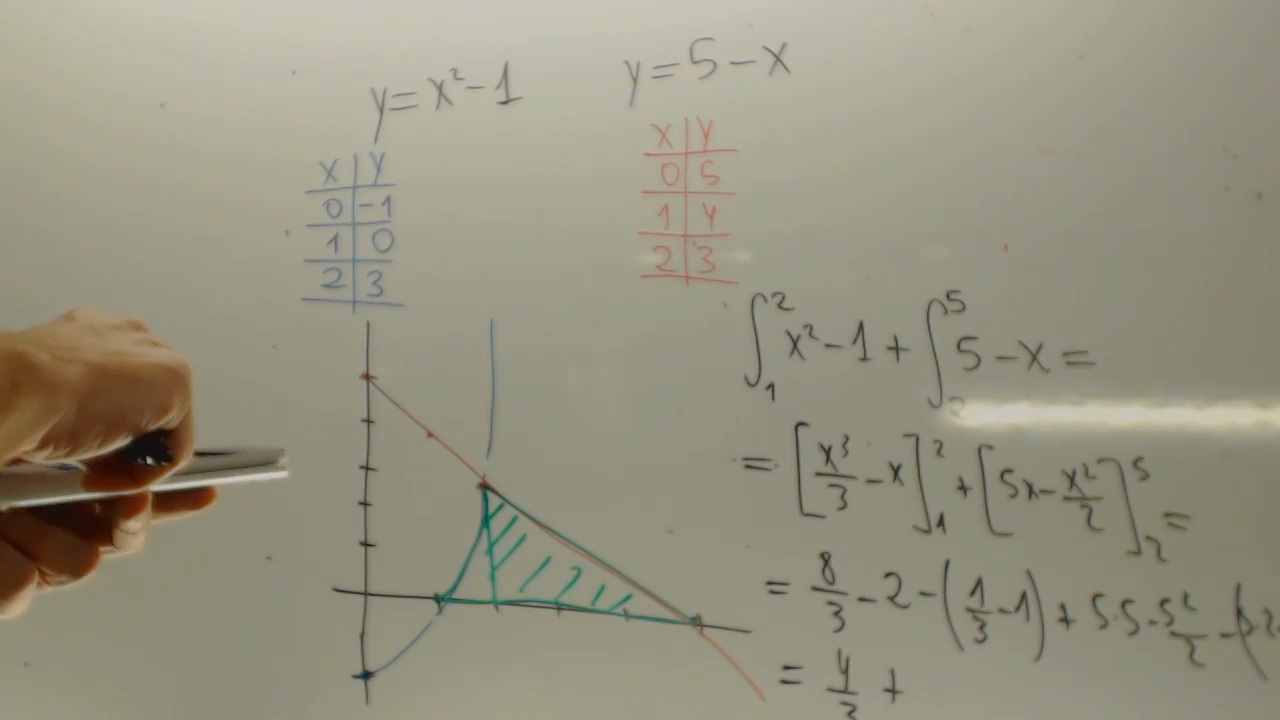 y = x² - 1
y = 5 - x
X Y
0 -1
1 0
2 3
X Y
0 5
1 4
2 3
∫₁² x² - 1 + ∫₂⁵ 5 - x =
= [x³/3 - x]₁² + [5x - x²/2]₂⁵ =
= 8/3 - 2 - (1/3 - 1) + 5·5 - 5²/2 - (
= 4/3 +